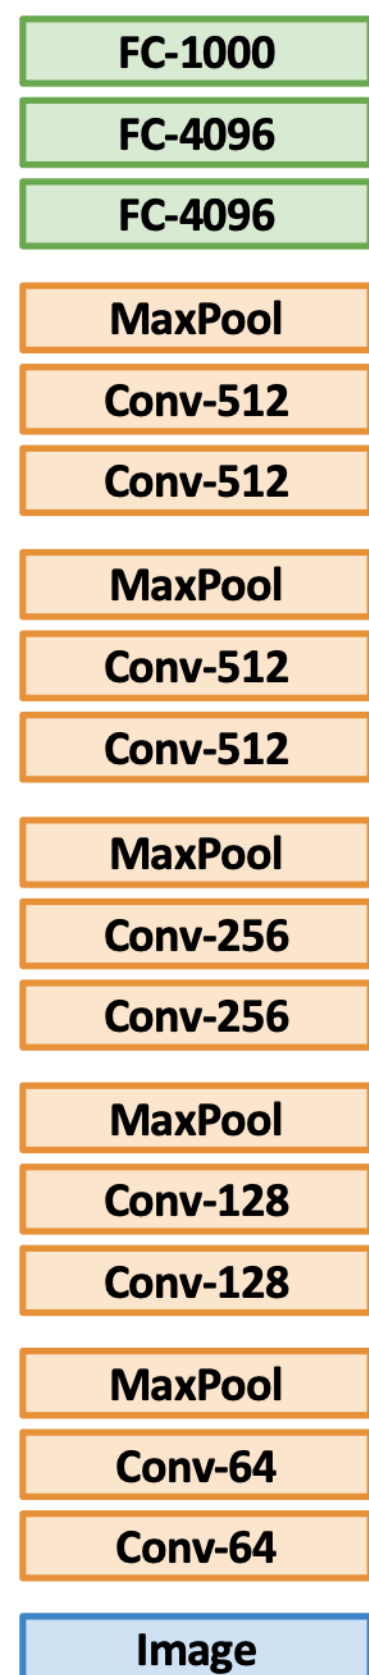 FC-1000
FC-4096
FC-4096
MaxPool
Conv-512
Conv-512
MaxPool
Conv-512
Conv-512
MaxPool
Conv-256
Conv-256
MaxPool
Conv-128
Conv-128
MaxPool
Conv-64
Conv-64
Image